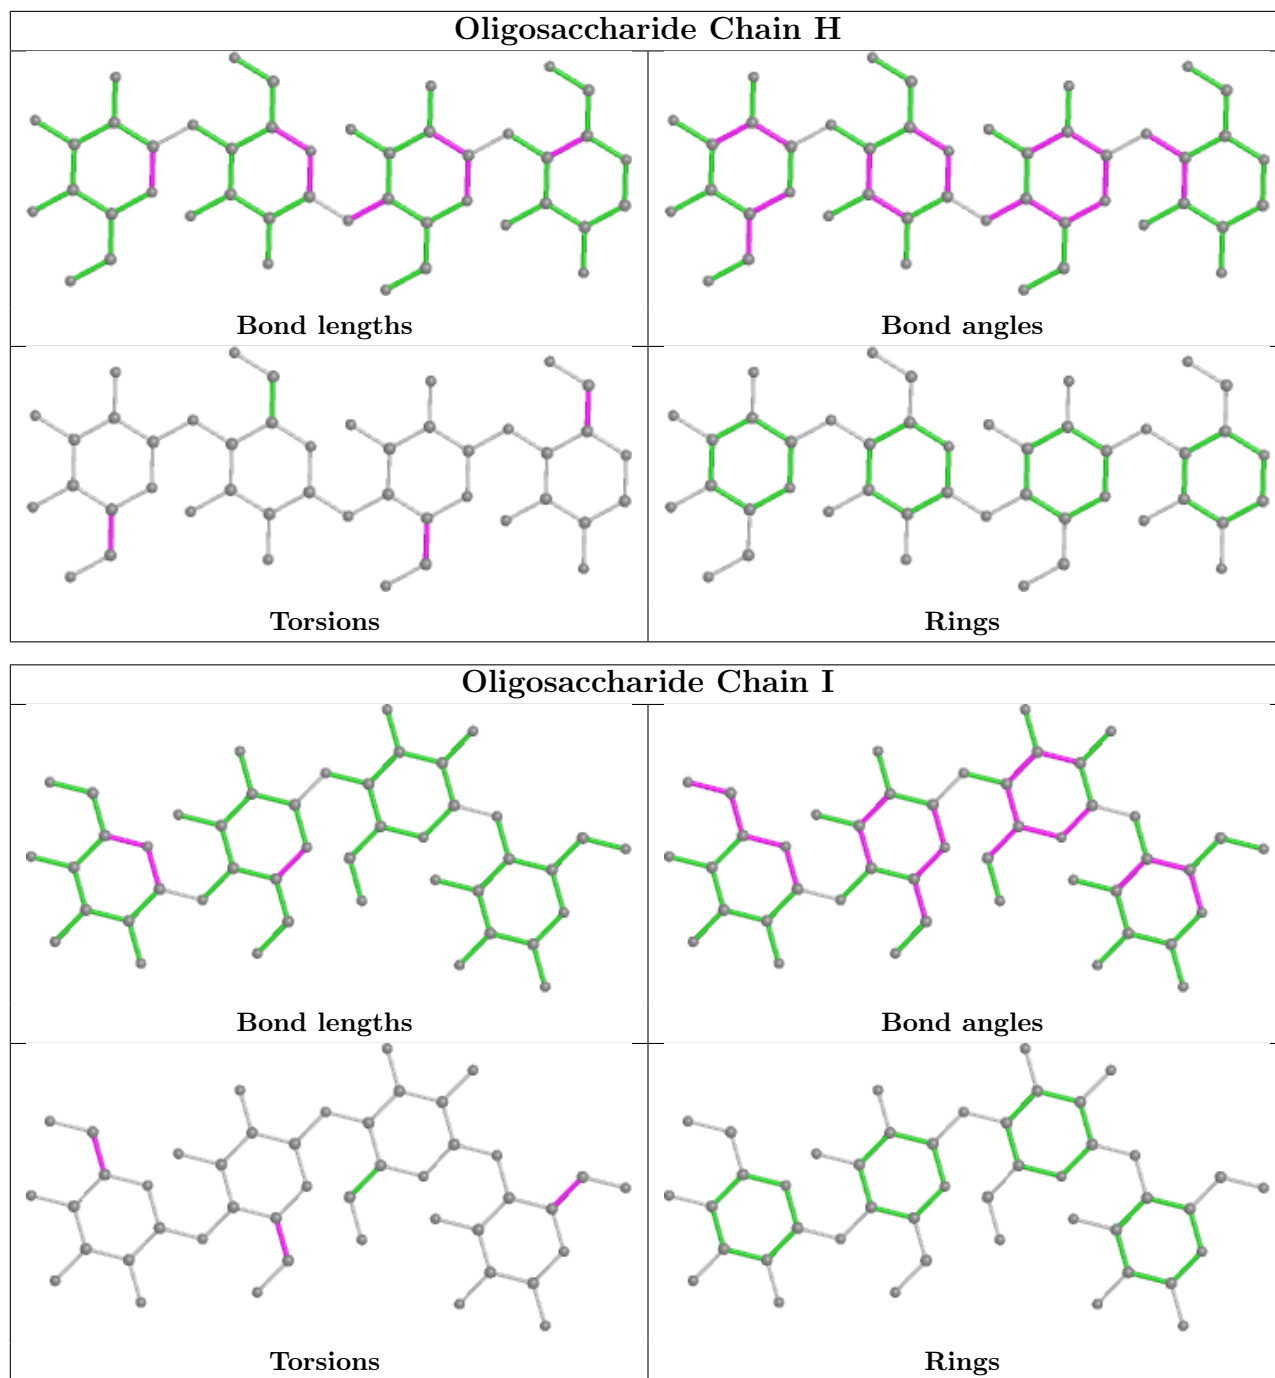 Oligosaccharide Chain H
Bond lengths
Bond angles
Torsions
Rings
Oligosaccharide Chain I
Bond lengths
Bond angles
Torsions
Rings